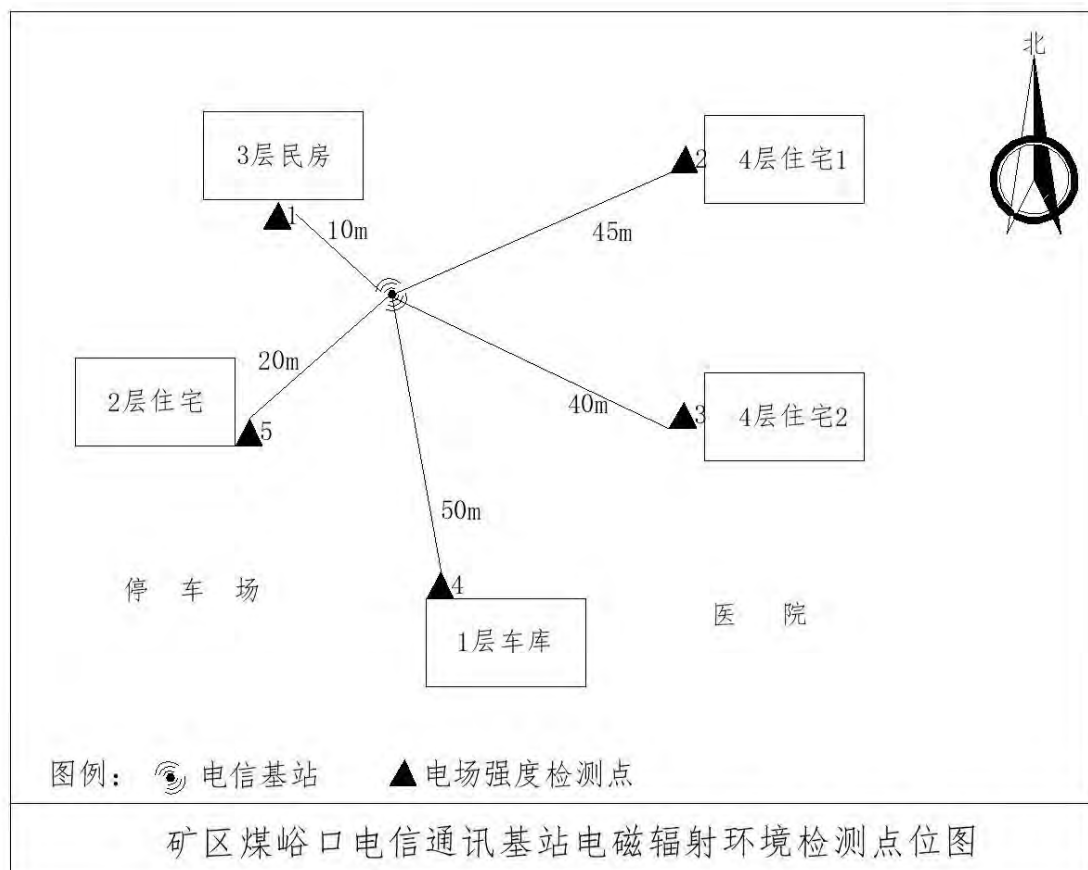 北
3层民房
1
10m
2
4层住宅1
45m
20m
2层住宅
5
40m
3
4层住宅2
50m
4
1层车库
停车场
医院
图例：
电信基站
电场强度检测点
矿区煤峪口电信通讯基站电磁辐射环境检测点位图